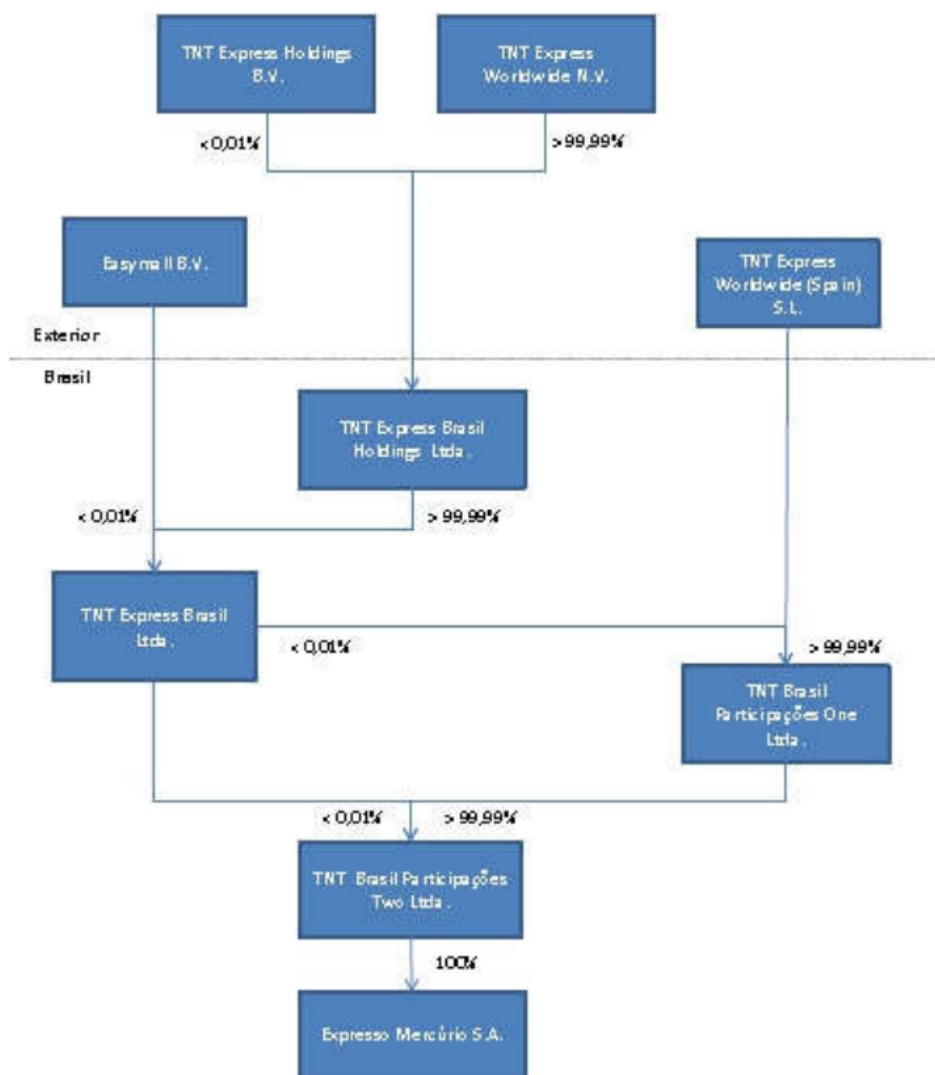 TNT Express Holdings
B.V.
TNT Express
Worldwide N.V.
< 0,01%
> 99,99%
Easymail B.V.
TNT Express
Worldwide (Spain)
S.L.
Exterior
Brasil
TNT Express Brasil
Holdings Ltda.
< 0,01%
> 99,99%
TNT Express Brasil
Ltda.
< 0,01%
> 99,99%
TNT Brasil
Participações One
Ltda.
< 0,01%
> 99,99%
TNT Brasil Participações
Two Ltda.
100%
Expresso Mercúrio S.A.